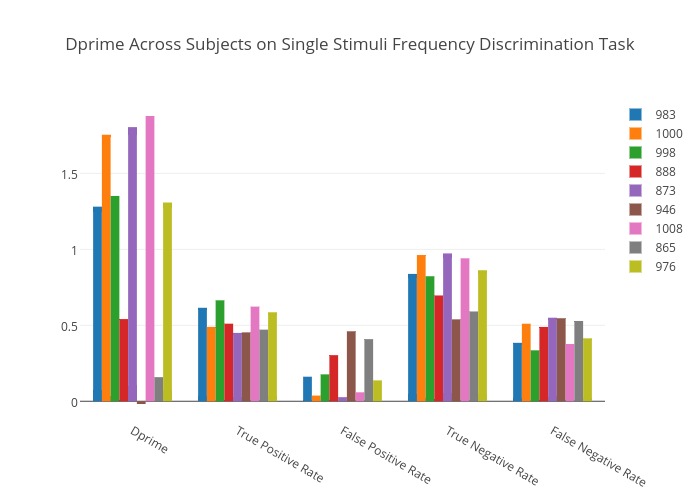 Dprime Across Subjects on Single Stimuli Frequency Discrimination Task
983
1000
998
888
873
946
1008
865
976
1.5
1
0.5
0
Dprime
True Positive Rate
False Positive Rate
True Negative Rate
False Negative Rate